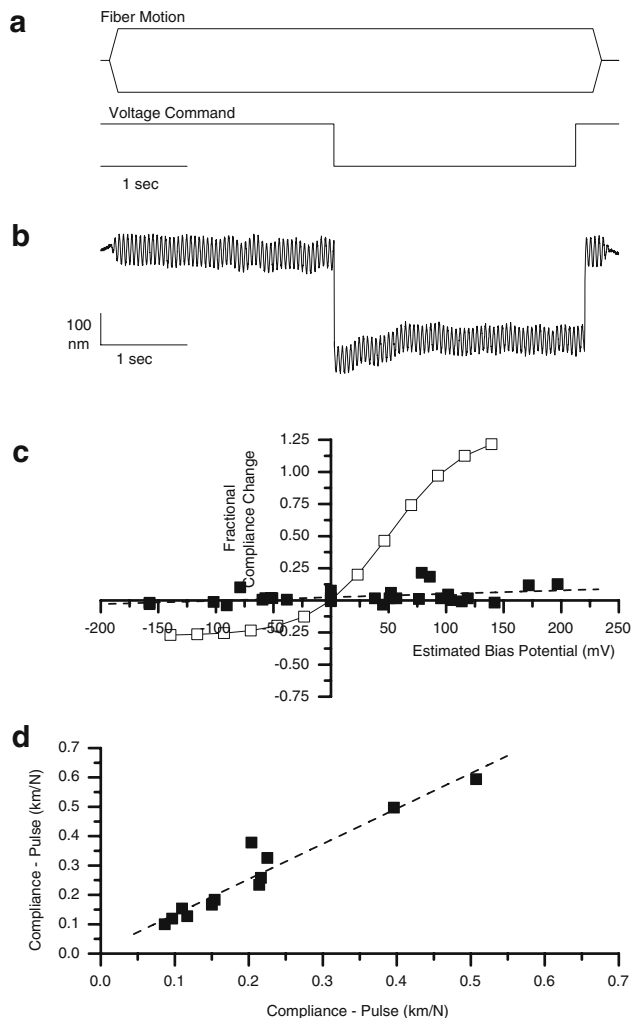 a
Fiber Motion
Voltage Command
1 sec
b
100
nm
1 sec
c
Fractional
Compliance Change
1.25
1.00
0.75
0.50
0.25
0.00
-0.25
-0.50
-0.75
-200
-150
-100
-50
0
50
100
150
200
250
Estimated Bias Potential (mV)
d
Compliance - Pulse (km/N)
0.7
0.6
0.5
0.4
0.3
0.2
0.1
0.0
0.0
0.1
0.2
0.3
0.4
0.5
0.6
0.7
Compliance - Pulse (km/N)